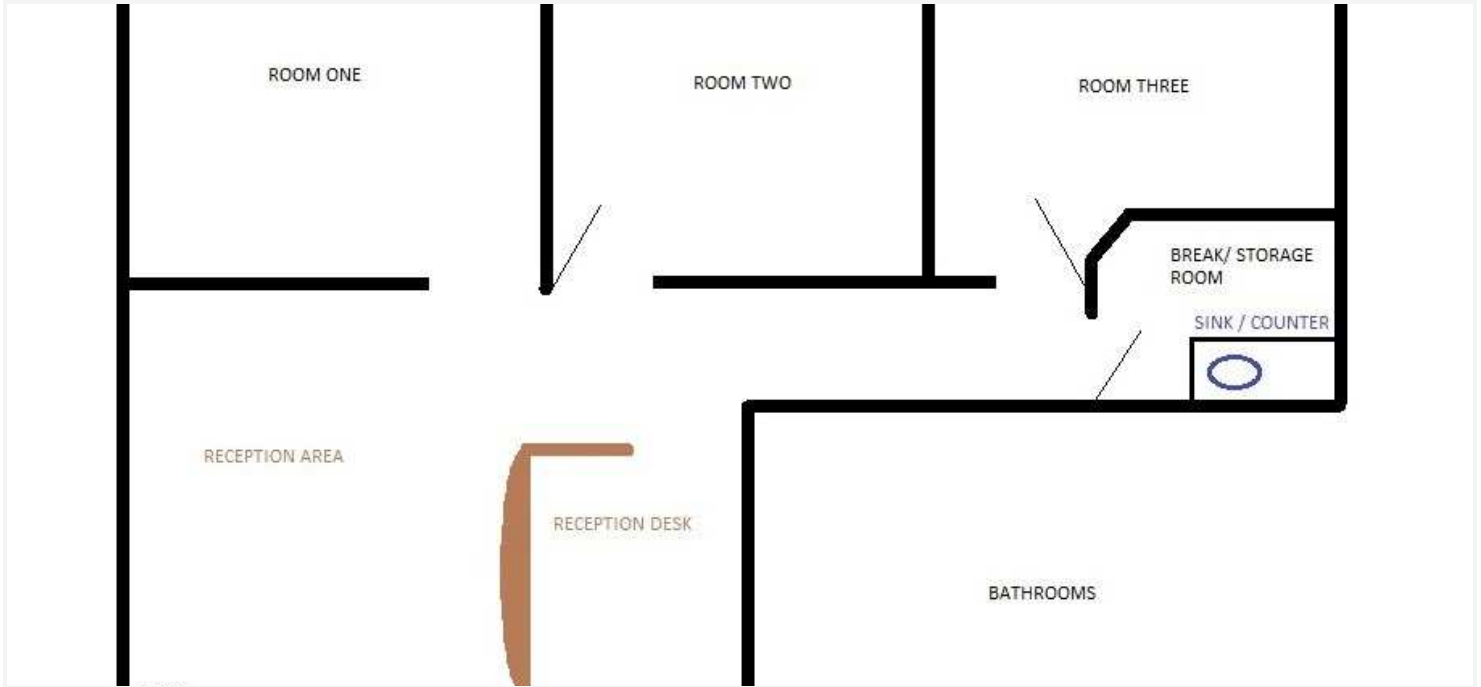 ROOM ONE
ROOM TWO
ROOM THREE
BREAK/ STORAGE
ROOM
SINK / COUNTER
RECEPTION AREA
RECEPTION DESK
BATHROOMS